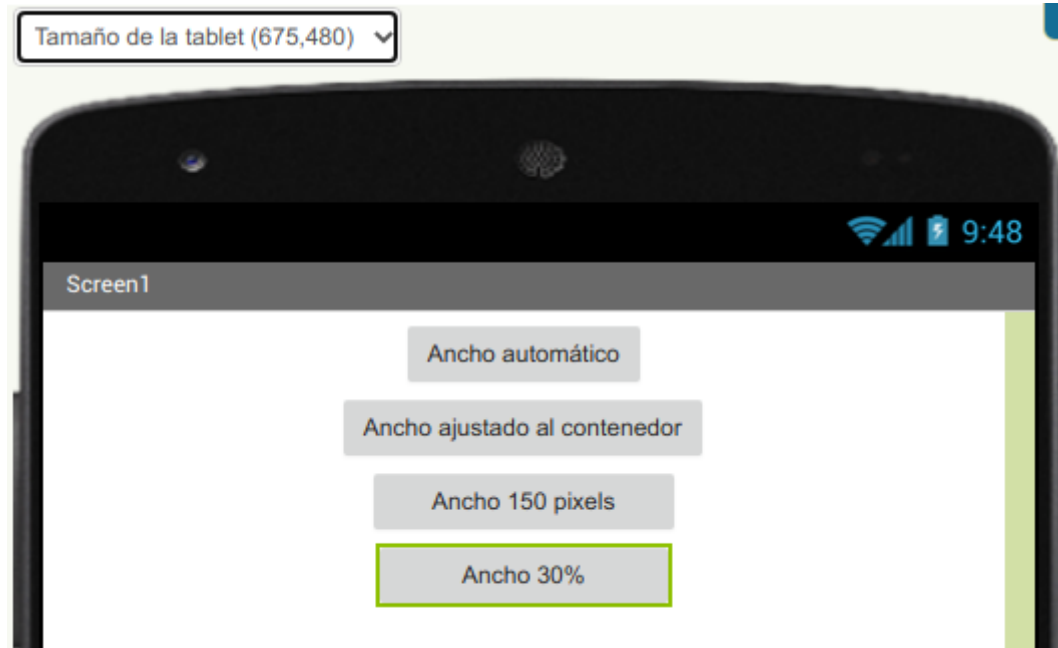 Tamaño de la tablet (675,480)
9:48
Screen1
Ancho automático
Ancho ajustado al contenedor
Ancho 150 pixels
Ancho 30%